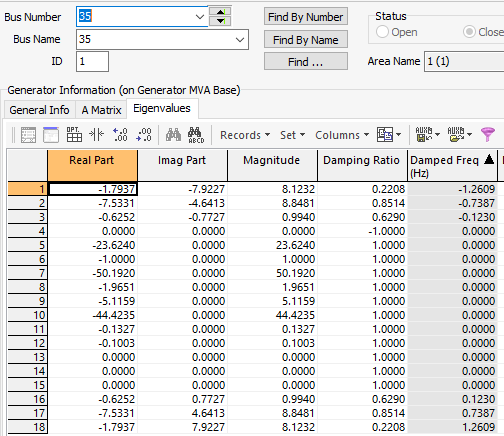 Bus Number 35 Find By Number Status
Open Close
Bus Name 35 Find By Name
ID 1 Find ... Area Name 1 (1)
Generator Information (on Generator MVA Base)
General Info A Matrix Eigenvalues
Records Set Columns
Real Part Imag Part Magnitude Damping Ratio Damped Freq (Hz)
1 -1.7937 -7.9227 8.1232 0.2208 -1.2609
2 -7.5331 -4.6413 8.8481 0.8514 -0.7387
3 -0.6252 -0.7727 0.9940 0.6290 -0.1230
4 0.0000 0.0000 0.0000 -1.0000 0.0000
5 -23.6240 0.0000 23.6240 1.0000 0.0000
6 -1.0000 0.0000 1.0000 1.0000 0.0000
7 -50.1920 0.0000 50.1920 1.0000 0.0000
8 -1.9651 0.0000 1.9651 1.0000 0.0000
9 -5.1159 0.0000 5.1159 1.0000 0.0000
10 -44.4235 0.0000 44.4235 1.0000 0.0000
11 -0.1327 0.0000 0.1327 1.0000 0.0000
12 -0.1003 0.0000 0.1003 1.0000 0.0000
13 0.0000 0.0000 0.0000 1.0000 0.0000
14 0.0000 0.0000 0.0000 1.0000 0.0000
15 0.0000 0.0000 0.0000 1.0000 0.0000
16 -0.6252 0.7727 0.9940 0.6290 0.1230
17 -7.5331 4.6413 8.8481 0.8514 0.7387
18 -1.7937 7.9227 8.1232 0.2208 1.2609